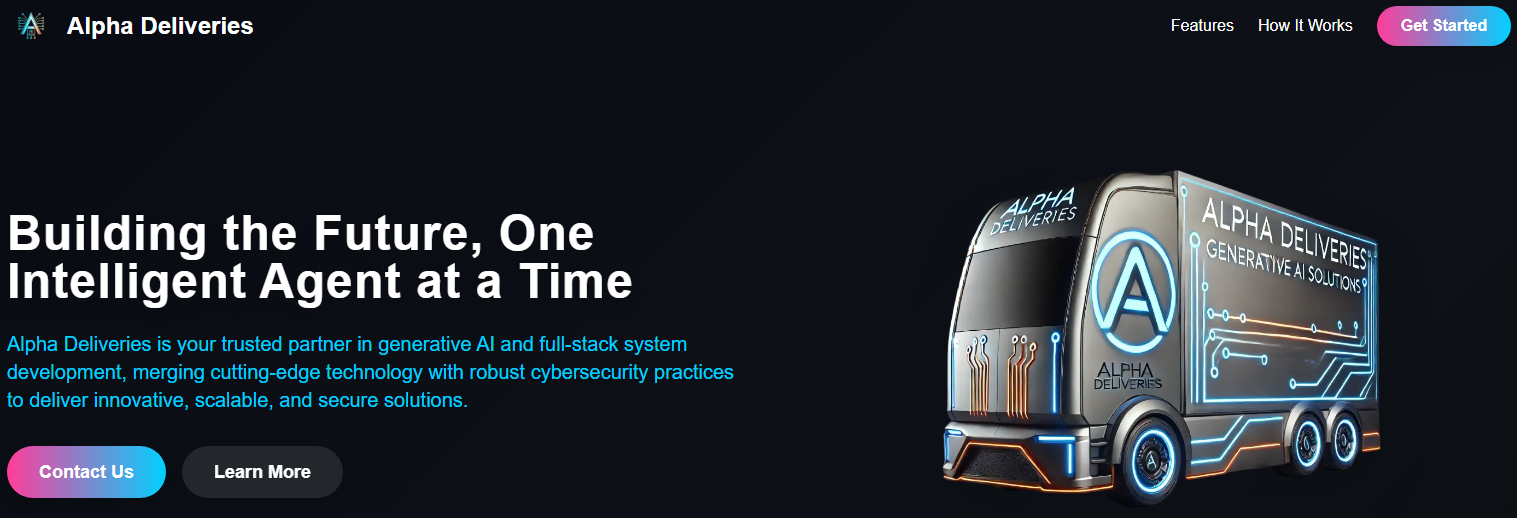 Alpha Deliveries
Features
How It Works
Get Started
Building the Future, One
Intelligent Agent at a Time
Alpha Deliveries is your trusted partner in generative AI and full-stack system
development, merging cutting-edge technology with robust cybersecurity practices
to deliver innovative, scalable, and secure solutions.
Contact Us
Learn More
ALPHA
DELIVERIES
A
ALPHA
DELIVERIES
ALPHA DELIVERIES
GENERATIVE AI SOLUTIONS
A